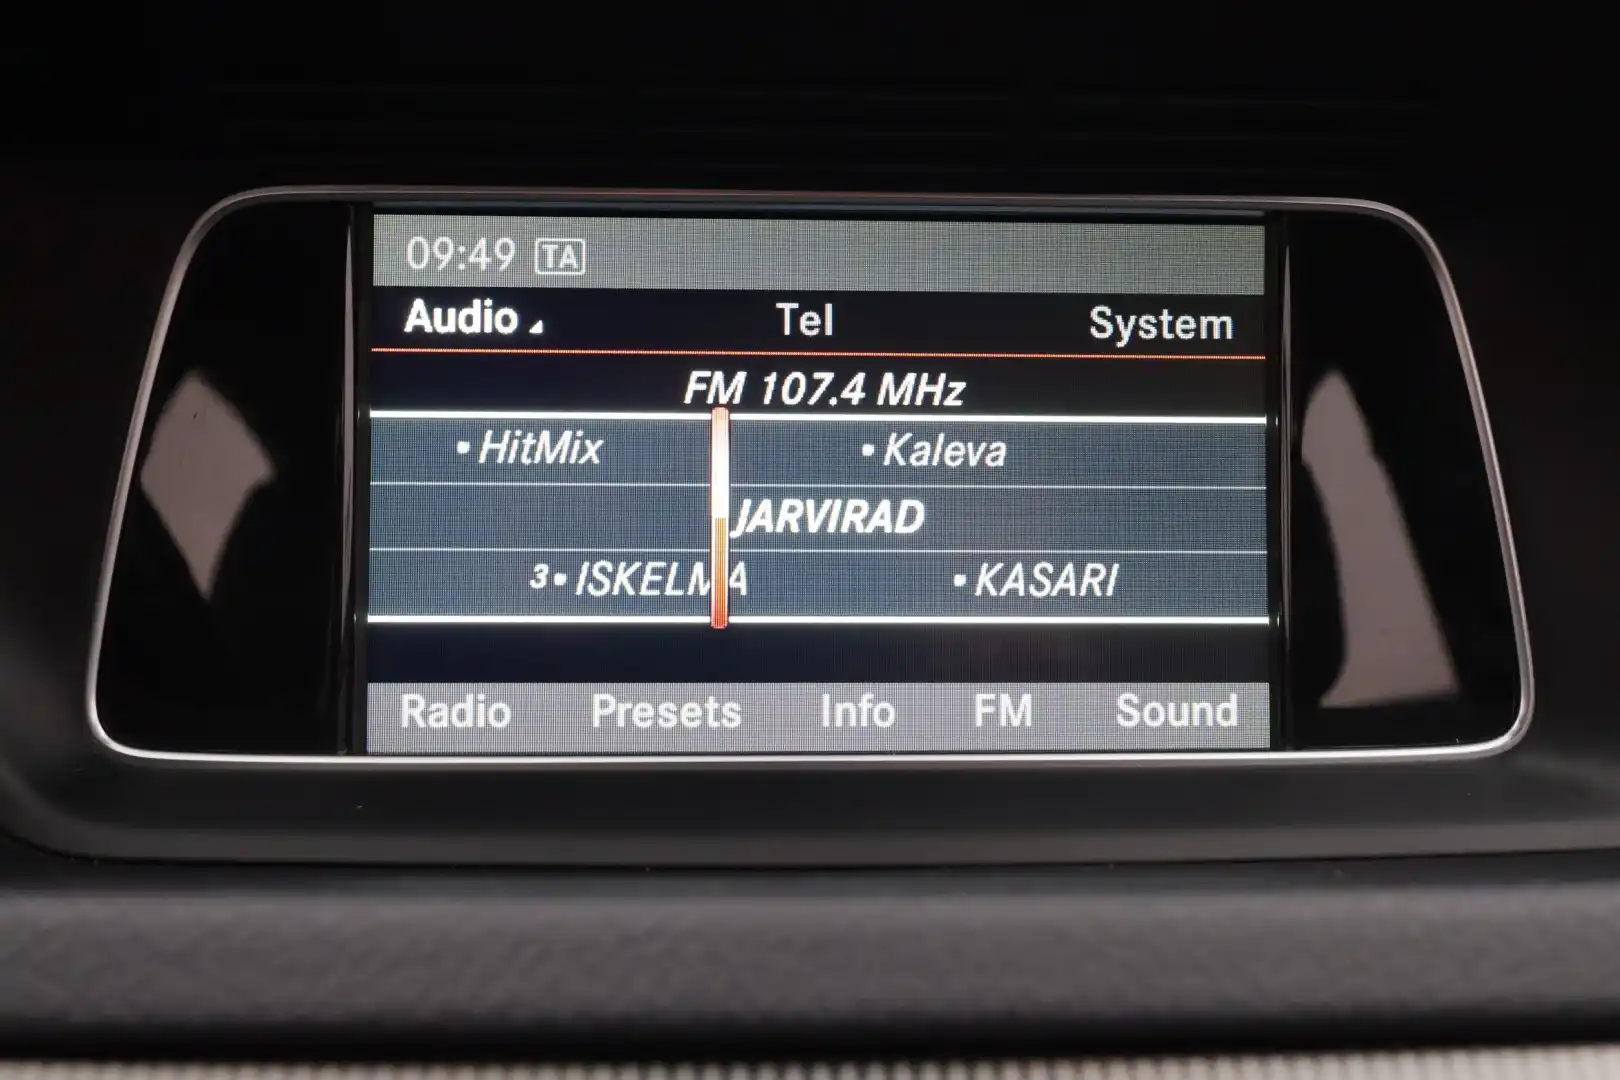 09:49 TA
Audio Tel System
FM 107.4 MHz
•HitMix •Kaleva
JARVIRAD
3•ISKELMA •KASARI
Radio Presets Info FM Sound